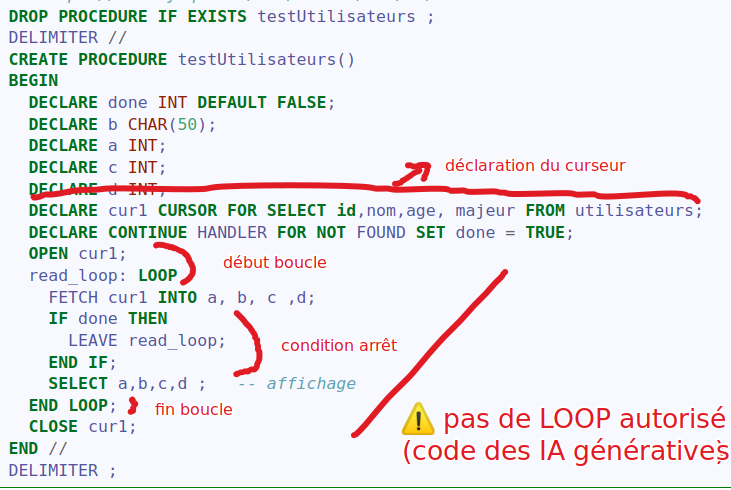 DROP PROCEDURE IF EXISTS testUtilisateurs ;
DELIMITER //
CREATE PROCEDURE testUtilisateurs()
BEGIN
DECLARE done INT DEFAULT FALSE;
DECLARE b CHAR(50);
DECLARE a INT;
DECLARE c INT;
déclaration du curseur
DECLARE d INT;
DECLARE cur1 CURSOR FOR SELECT id,nom,age, majeur FROM utilisateurs;
DECLARE CONTINUE HANDLER FOR NOT FOUND SET done = TRUE;
OPEN cur1;
début boucle
read_loop: LOOP
FETCH cur1 INTO a, b, c ,d;
IF done THEN
LEAVE read_loop;
condition arrêt
END IF;
SELECT a,b,c,d ; -- affichage
END LOOP;
fin boucle
CLOSE cur1;
END //
DELIMITER ;
⚠ pas de LOOP autorisé
(code des IA génératives)